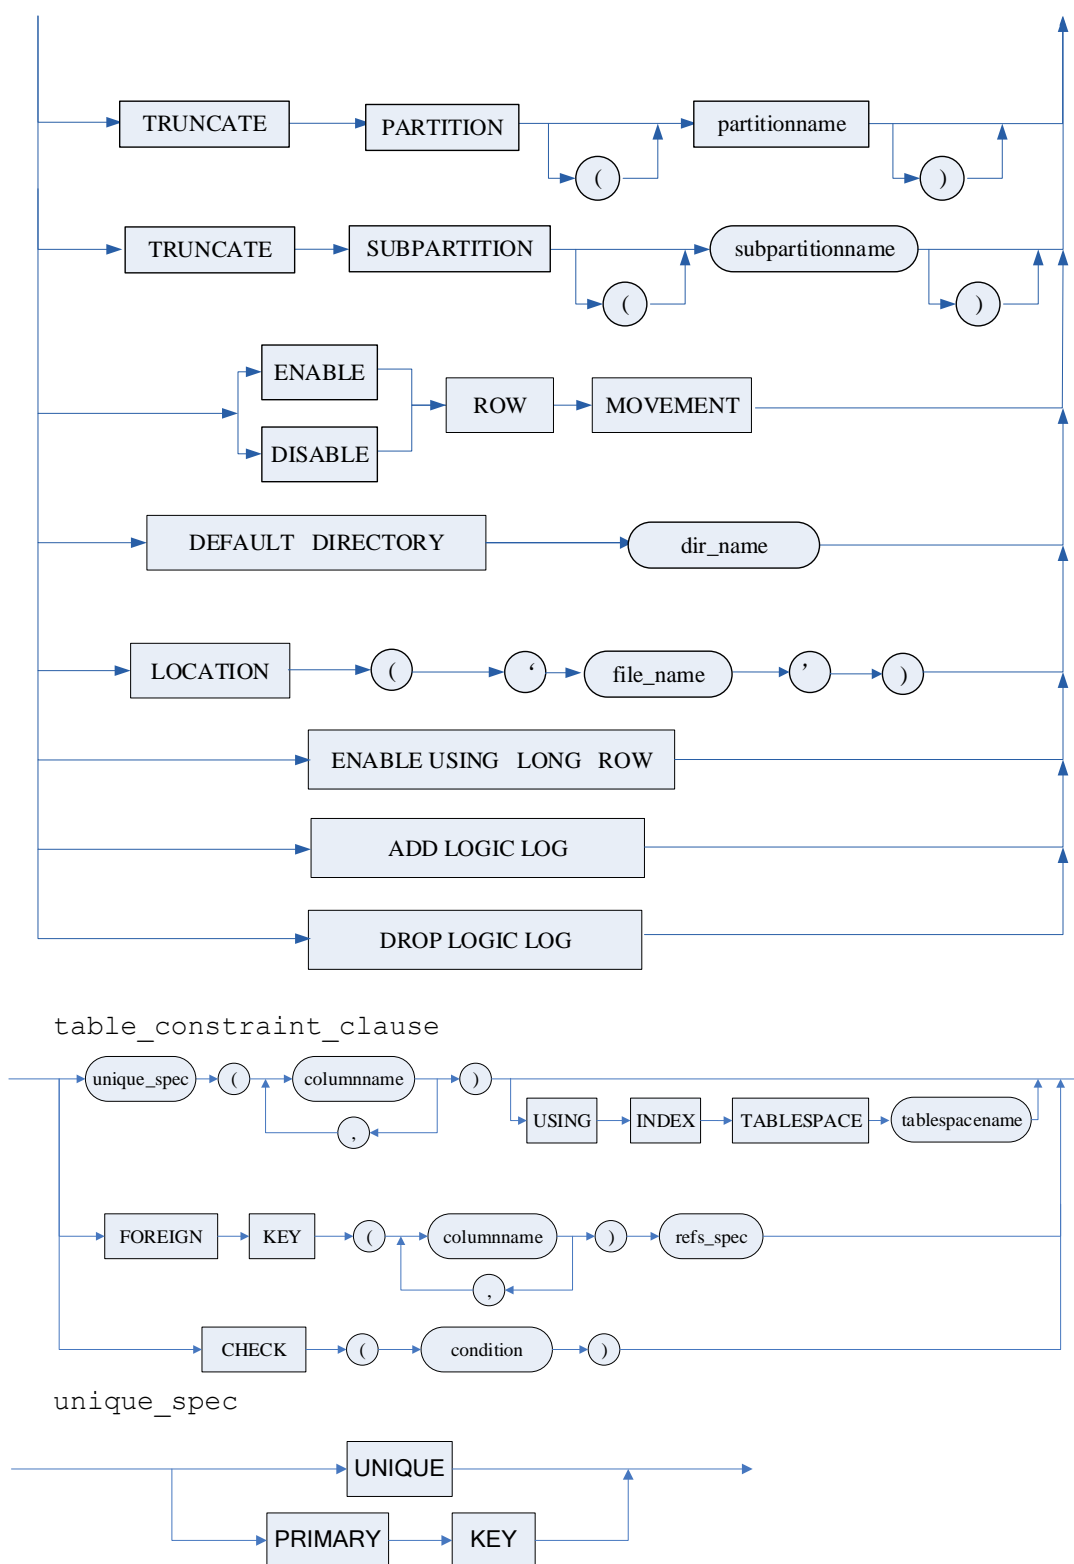 TRUNCATE PARTITION partitionname
( )
TRUNCATE SUBPARTITION subpartitionname
( )
ENABLE
ROW MOVEMENT
DISABLE
DEFAULT DIRECTORY dir_name
LOCATION ( ‘ file_name ’ )
ENABLE USING LONG ROW
ADD LOGIC LOG
DROP LOGIC LOG
table_constraint_clause
unique_spec ( columnname )
,
USING INDEX TABLESPACE tablespacename
FOREIGN KEY ( columnname ) refs_spec
,
CHECK ( condition )
unique_spec
UNIQUE
PRIMARY KEY